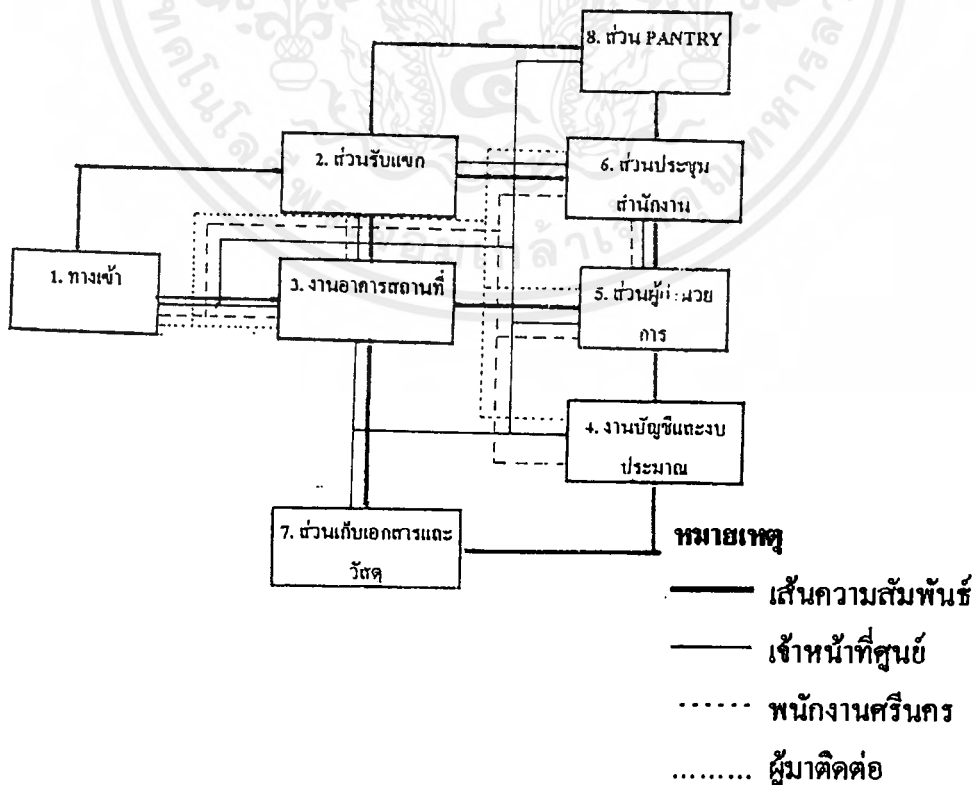 8. ส่วน PANTRY
2. ส่วนรับแขก
6. ส่วนประชุม
สำนักงาน
1. ทางเข้า
3. งานอาคารสถานที่
5. ส่วนผู้อำนวย
การ
4. งานบัญชีและงบ
ประมาณ
7. ส่วนเก็บเอกสารและ
วัสดุ
หมายเหตุ
เส้นความสัมพันธ์
เจ้าหน้าที่ศูนย์
พนักงานศรีนคร
ผู้มาติดต่อ